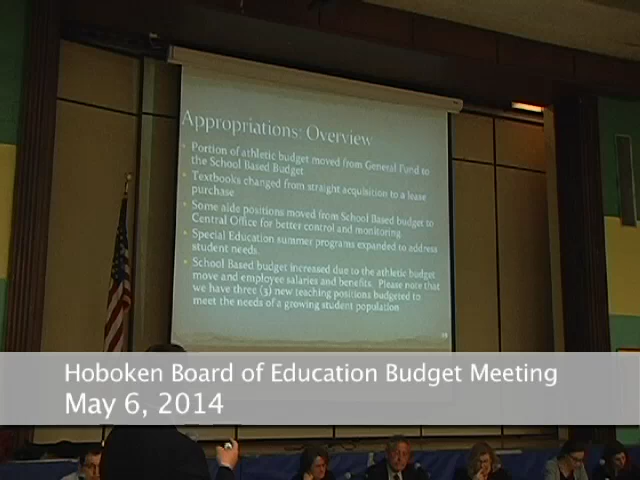 Appropriations: Overview
Portion of athletic budget moved from General Fund to
the School Based Budget
Textbooks changed from straight acquisition to a lease
purchase
Some aide positions moved from School Based budget to
Central Office for better control and monitoring.
Special Education summer programs expanded to address
student needs.
School Based budget increased due to the athletic budget
move and employee salaries and benefits. Please note that
we have three (3) new teaching positions budgeted to
meet the needs of a growing student population
Hoboken Board of Education Budget Meeting
May 6, 2014